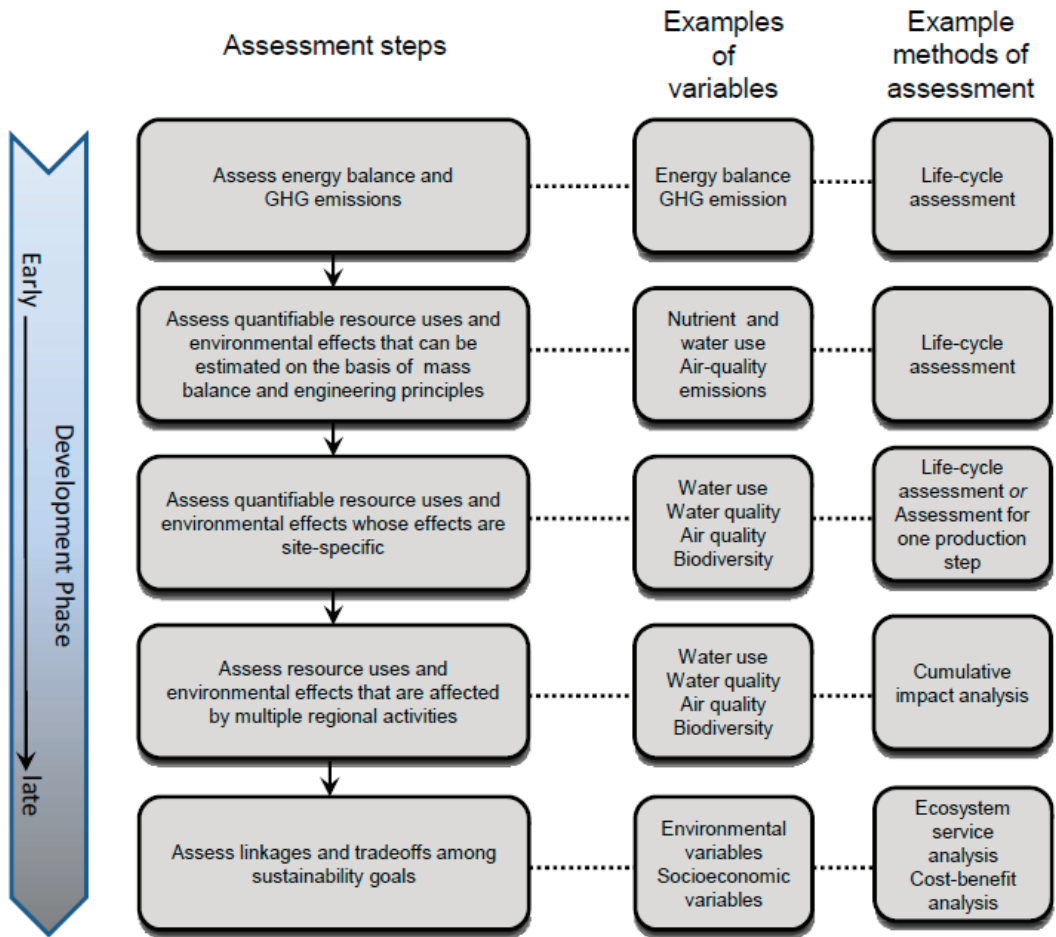 Assessment steps
Examples
of
variables
Example
methods of
assessment
Early
Development Phase
late
Assess energy balance and
GHG emissions
Energy balance
GHG emission
Life-cycle
assessment
Assess quantifiable resource uses and
environmental effects that can be
estimated on the basis of mass
balance and engineering principles
Nutrient and
water use
Air-quality
emissions
Life-cycle
assessment
Assess quantifiable resource uses and
environmental effects whose effects are
site-specific
Water use
Water quality
Air quality
Biodiversity
Life-cycle
assessment or
Assessment for
one production
step
Assess resource uses and
environmental effects that are affected
by multiple regional activities
Water use
Water quality
Air quality
Biodiversity
Cumulative
impact analysis
Assess linkages and tradeoffs among
sustainability goals
Environmental
variables
Socioeconomic
variables
Ecosystem
service
analysis
Cost-benefit
analysis